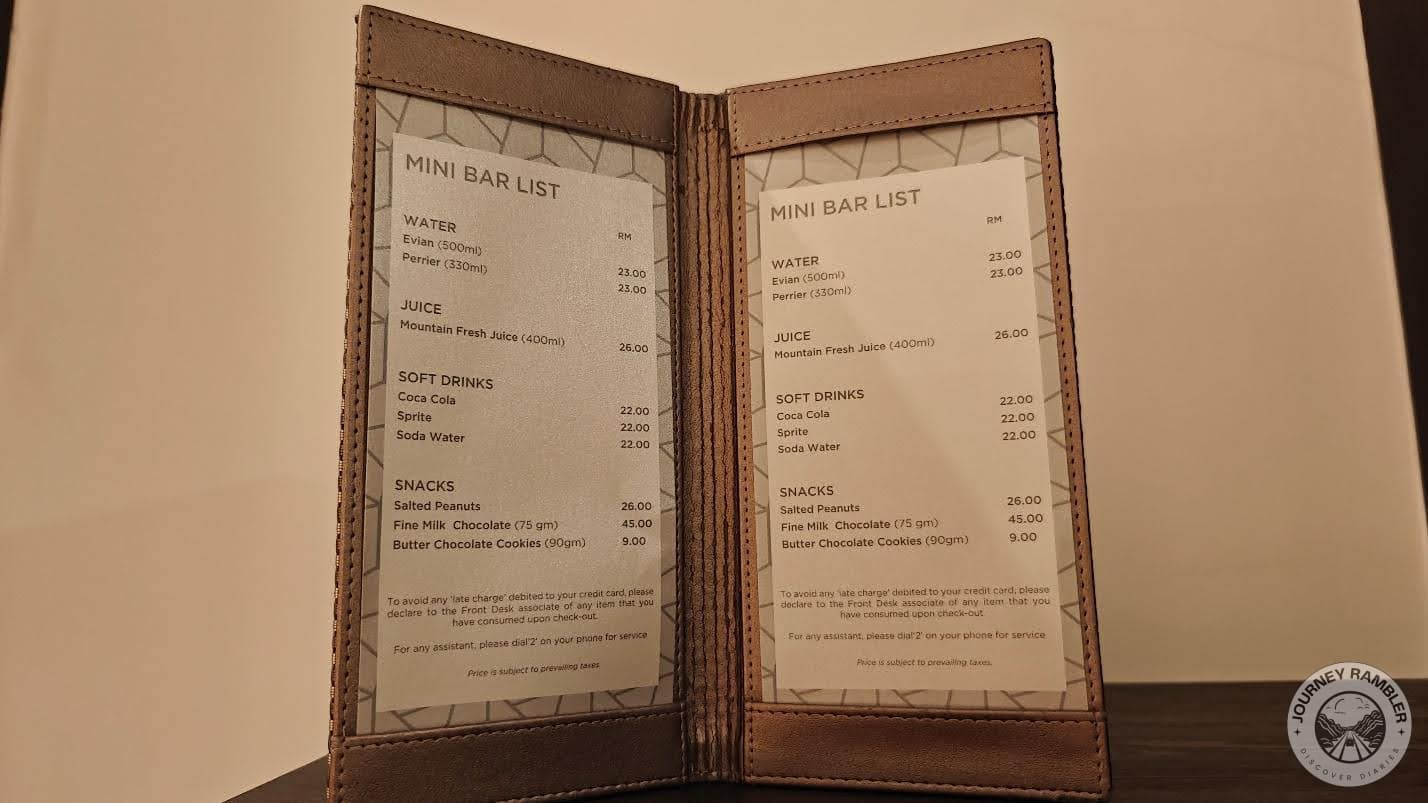 MINI BAR LIST
RM
WATER
Evian (500ml) 23.00
Perrier (330ml) 23.00
JUICE
Mountain Fresh Juice (400ml) 26.00
SOFT DRINKS
Coca Cola 22.00
Sprite 22.00
Soda Water 22.00
SNACKS
Salted Peanuts 26.00
Fine Milk Chocolate (75 gm) 45.00
Butter Chocolate Cookies (90gm) 9.00
To avoid any 'late charge' debited to your credit card, please
declare to the Front Desk associate of any item that you
have consumed upon check-out.
For any assistant, please dial '2' on your phone for service
Price is subject to prevailing taxes.
MINI BAR LIST
RM
WATER
Evian (500ml) 23.00
Perrier (330ml) 23.00
JUICE
Mountain Fresh Juice (400ml) 26.00
SOFT DRINKS
Coca Cola 22.00
Sprite 22.00
Soda Water 22.00
SNACKS
Salted Peanuts 26.00
Fine Milk Chocolate (75 gm) 45.00
Butter Chocolate Cookies (90gm) 9.00
To avoid any 'late charge' debited to your credit card, please
declare to the Front Desk associate of any item that you
have consumed upon check-out.
For any assistant, please dial'2' on your phone for service
Price is subject to prevailing taxes.
JOURNEY RAMBLER
DISCOVER DIARIES